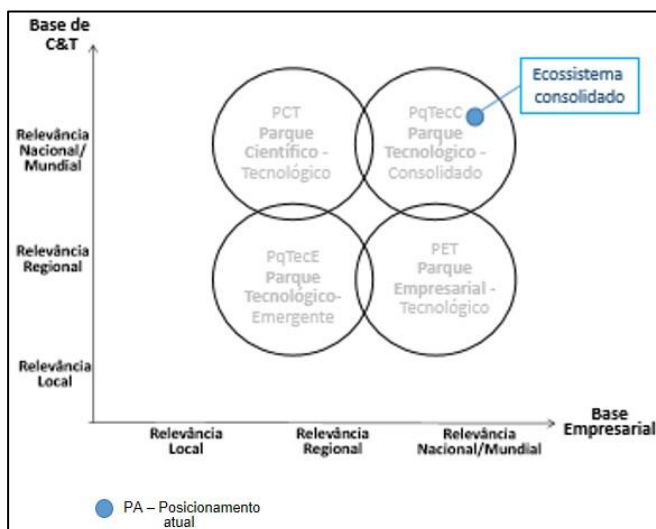 Base de
C&T
Ecossistema
consolidado
PCT
Parque
Científico -
Tecnológico
PqTecC
Parque
Tecnológico -
Consolidado
Relevância
Nacional/
Mundial
PqTecE
Parque
Tecnológico-
Emergente
PET
Parque
Empresarial -
Tecnológico
Relevância
Regional
Relevância
Local
Relevância
Local
Relevância
Regional
Relevância
Nacional/Mundial
Base
Empresarial
PA – Posicionamento
atual